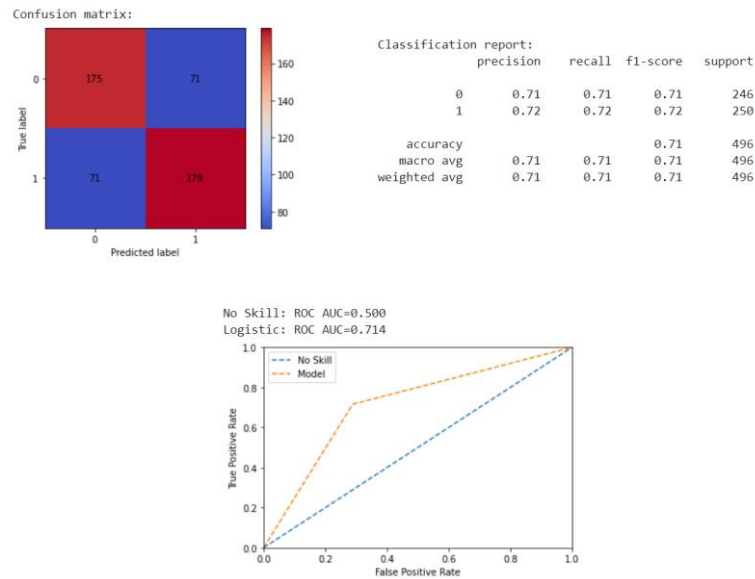 Confusion matrix:
0
1
True label
175 71
71 179
0 1
Predicted label
160
140
120
100
80
Classification report:
precision recall f1-score support
0 0.71 0.71 0.71 246
1 0.72 0.72 0.72 250
accuracy 0.71 496
macro avg 0.71 0.71 0.71 496
weighted avg 0.71 0.71 0.71 496
No Skill: ROC AUC=0.500
Logistic: ROC AUC=0.714
No Skill
Model
True Positive Rate
1.0
0.8
0.6
0.4
0.2
0.0
0.0 0.2 0.4 0.6 0.8 1.0
False Positive Rate